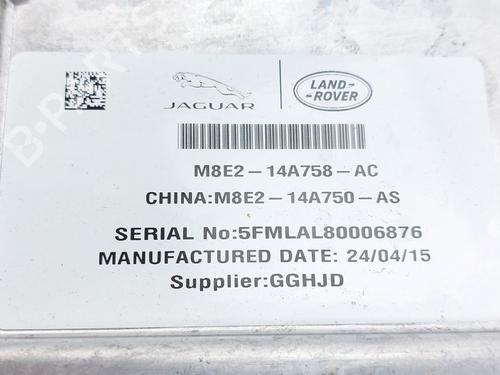 JAGUAR
LAND
ROVER
M8E2-14A758-AC
CHINA:M8E2-14A750-AS
SERIAL No:5FMLAL80006876
MANUFACTURED DATE: 24/04/15
Supplier:GGHJD
B-PARTS